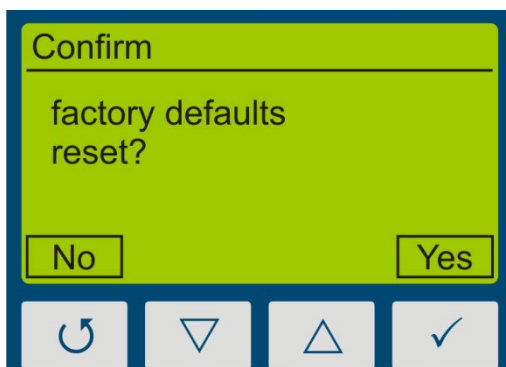 Confirm
factory defaults
reset?
No
Yes